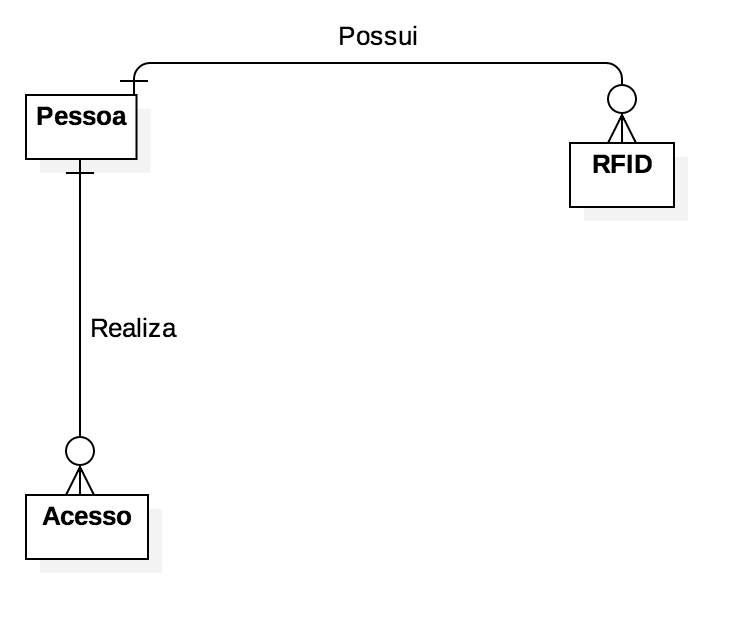 Possui
Pessoa
RFID
Realiza
Acesso